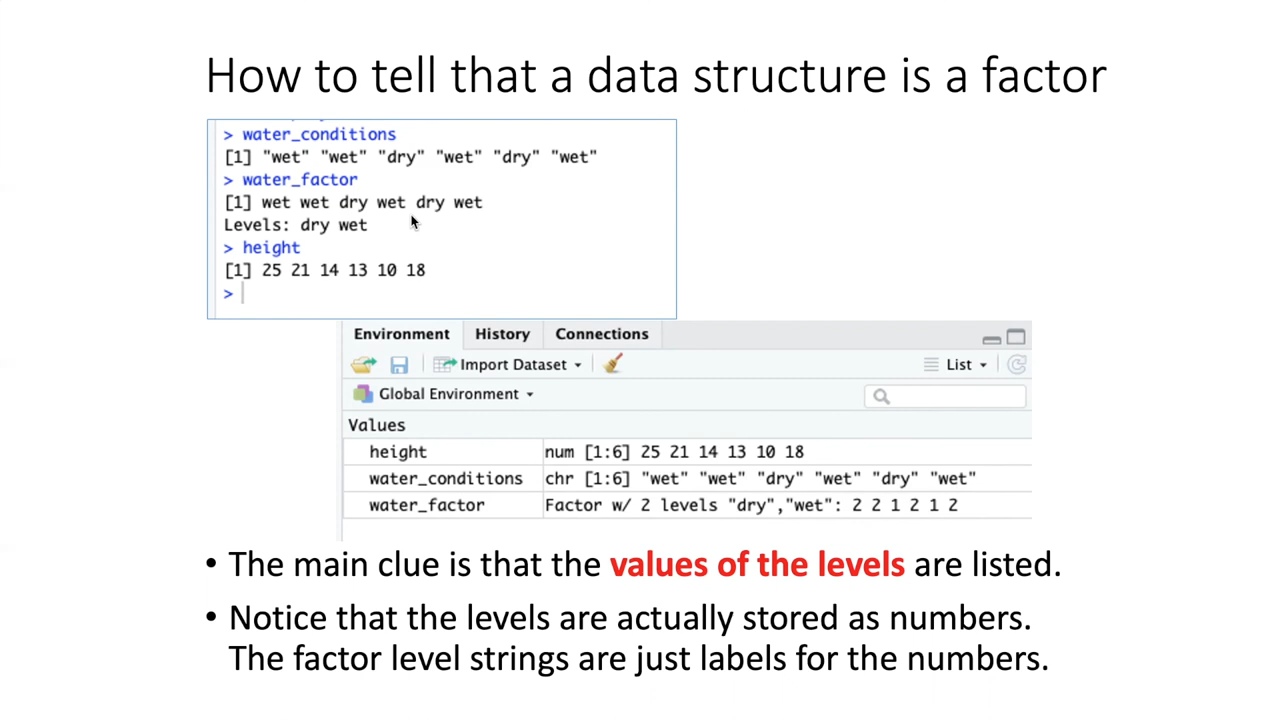 How to tell that a data structure is a factor
> water_conditions
[1] "wet" "wet" "dry" "wet" "dry" "wet"
> water_factor
[1] wet wet dry wet dry wet
Levels: dry wet
> height
[1] 25 21 14 13 10 18
>
Environment History Connections
Import Dataset List
Global Environment
Values
height num [1:6] 25 21 14 13 10 18
water_conditions chr [1:6] "wet" "wet" "dry" "wet" "dry" "wet"
water_factor Factor w/ 2 levels "dry","wet": 2 2 1 2 1 2
• The main clue is that the values of the levels are listed.
• Notice that the levels are actually stored as numbers.
The factor level strings are just labels for the numbers.